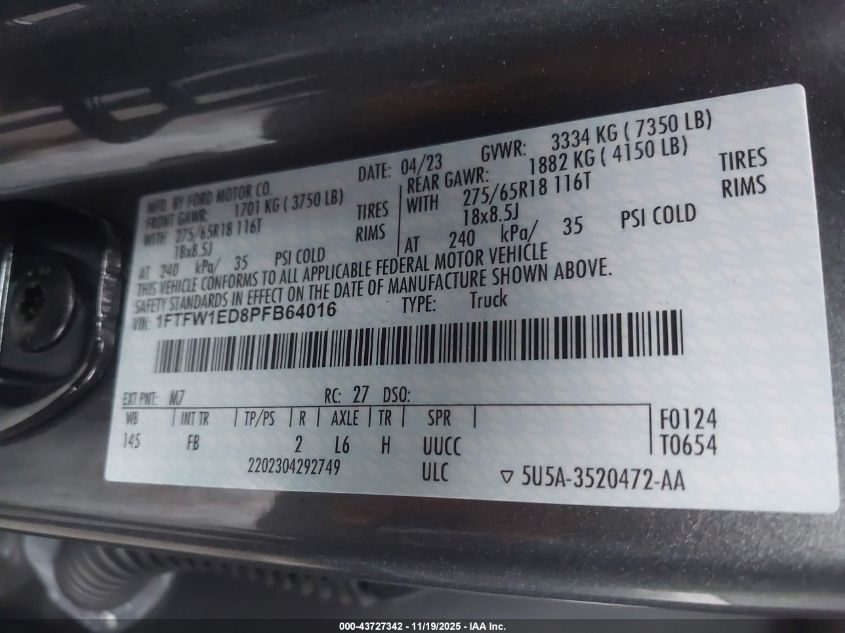 MFD BY FORD MOTOR CO.
DATE: 04/23 GVWR: 3334 KG ( 7350 LB)
FRONT GAWR: 1701 KG ( 3750 LB)
REAR GAWR: 1882 KG ( 4150 LB)
WITH 275/65R18 116T TIRES
WITH 275/65R18 116T TIRES
18x8.5J RIMS
18x8.5J RIMS
AT 240 kPa/ 35 PSI COLD
AT 240 kPa/ 35 PSI COLD
THIS VEHICLE CONFORMS TO ALL APPLICABLE FEDERAL MOTOR VEHICLE
SAFETY STANDARDS IN EFFECT ON THE DATE OF MANUFACTURE SHOWN ABOVE.
VIN: 1FTFW1ED8PFB64016 TYPE: Truck
EXT PNT: M7 RC: 27 DSO:
WB INT TR TP/PS R AXLE TR SPR F0124
145 FB 2 L6 H UUCC T0654
2202304292749 ULC 5U5A-3520472-AA
000-43727342 - 11/19/2025 - IAA Inc.